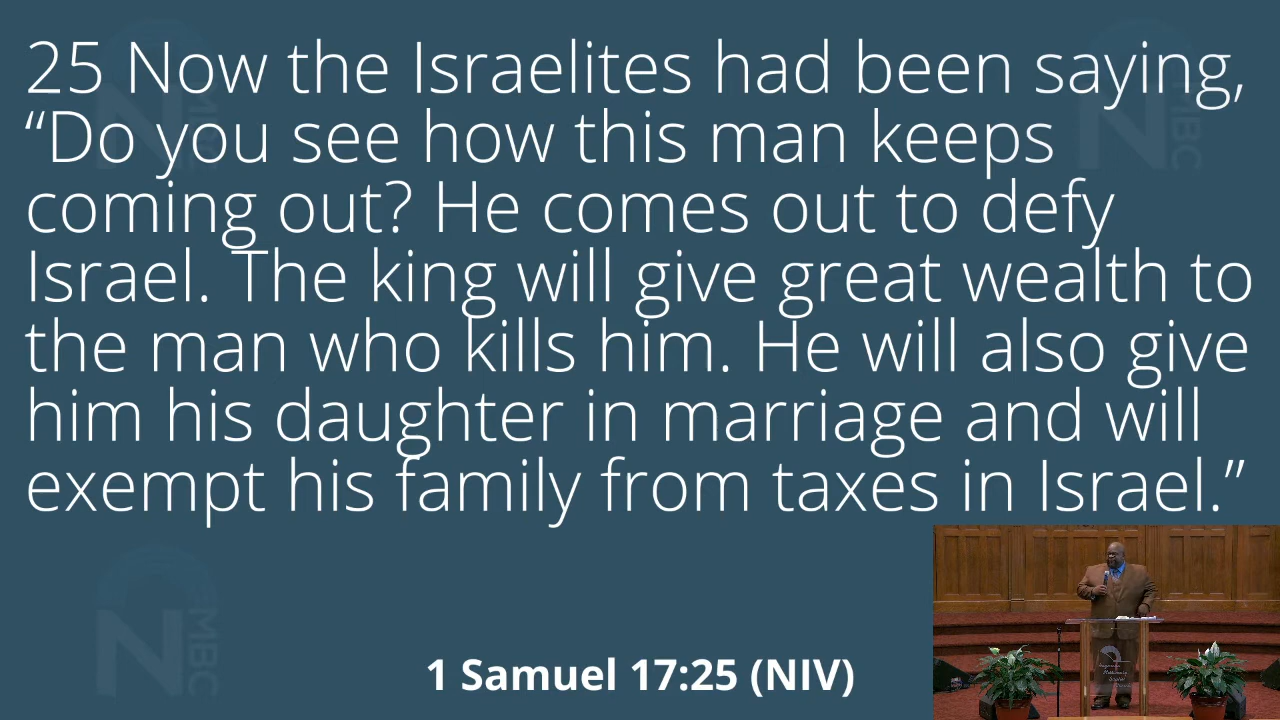 25 Now the Israelites had been saying,
“Do you see how this man keeps
coming out? He comes out to defy
Israel. The king will give great wealth to
the man who kills him. He will also give
him his daughter in marriage and will
exempt his family from taxes in Israel.”
1 Samuel 17:25 (NIV)
N MBC
N MBC
N MBC